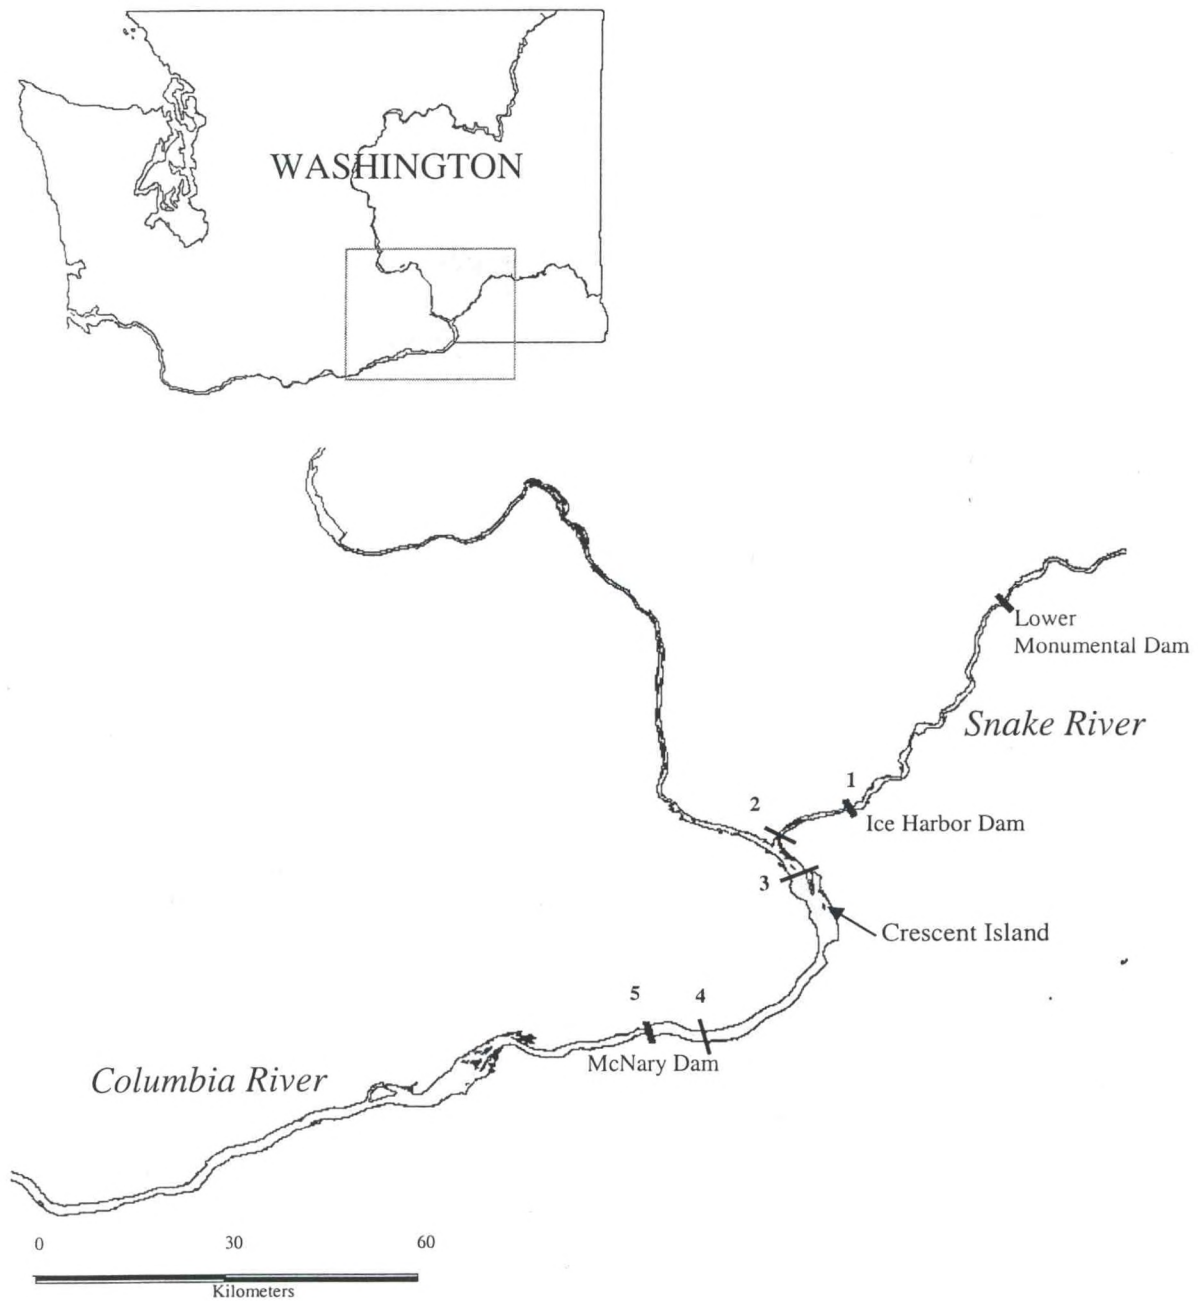 WASHINGTON
Lower
Monumental Dam
Snake River
1
2
Ice Harbor Dam
3
Crescent Island
5
4
McNary Dam
Columbia River
0
30
60
Kilometers